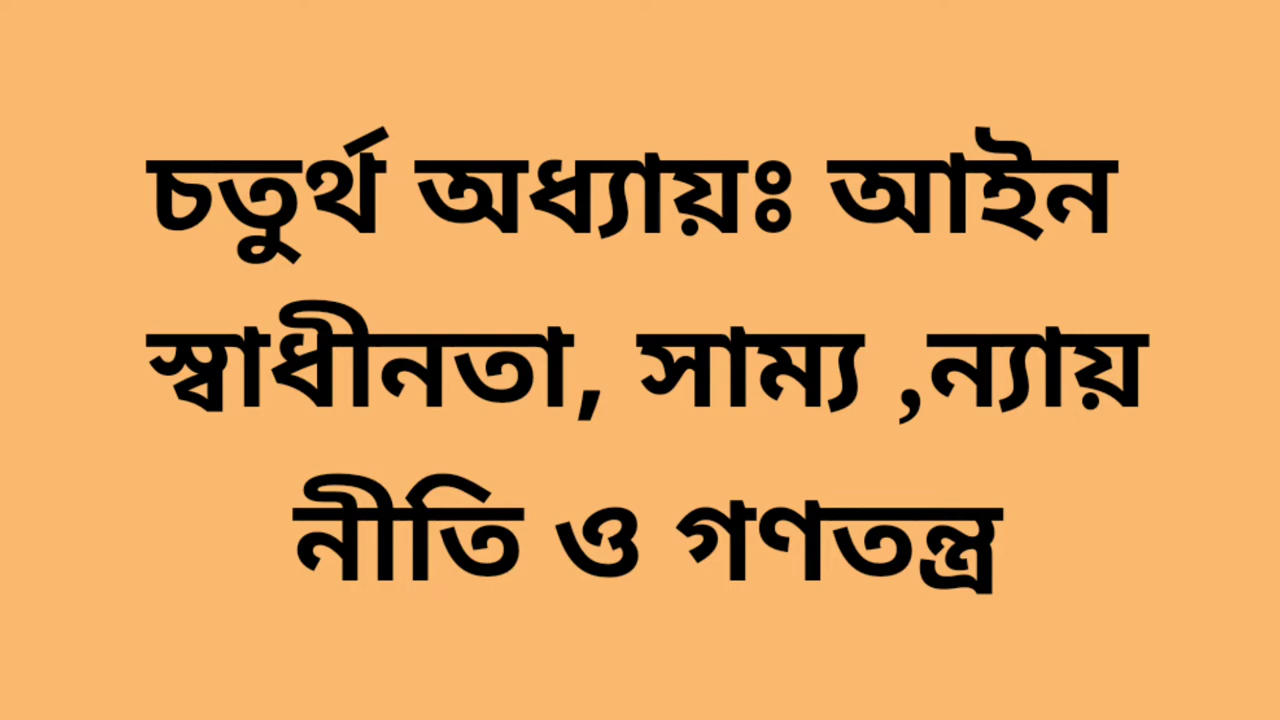 চতুর্থ অধ্যায়ঃ আইন
স্বাধীনতা, সাম্য ,ন্যায়
নীতি ও গণতন্ত্র